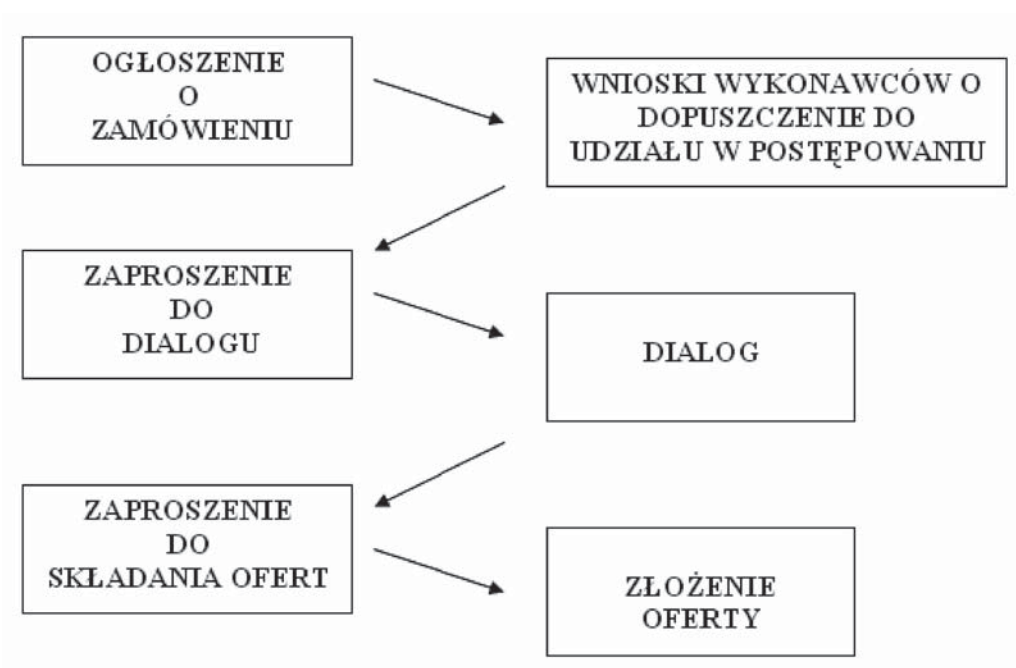 OGŁOSZENIE
O
ZAMÓWIENIU
WNIOSKI WYKONAWCÓW O
DOPUSZCZENIE DO
UDZIAŁU W POSTĘPOWANIU
ZAPROSZENIE
DO
DIALOGU
DIALOG
ZAPROSZENIE
DO
SKŁADANIA OFERT
ZŁOŻENIE
OFERTY